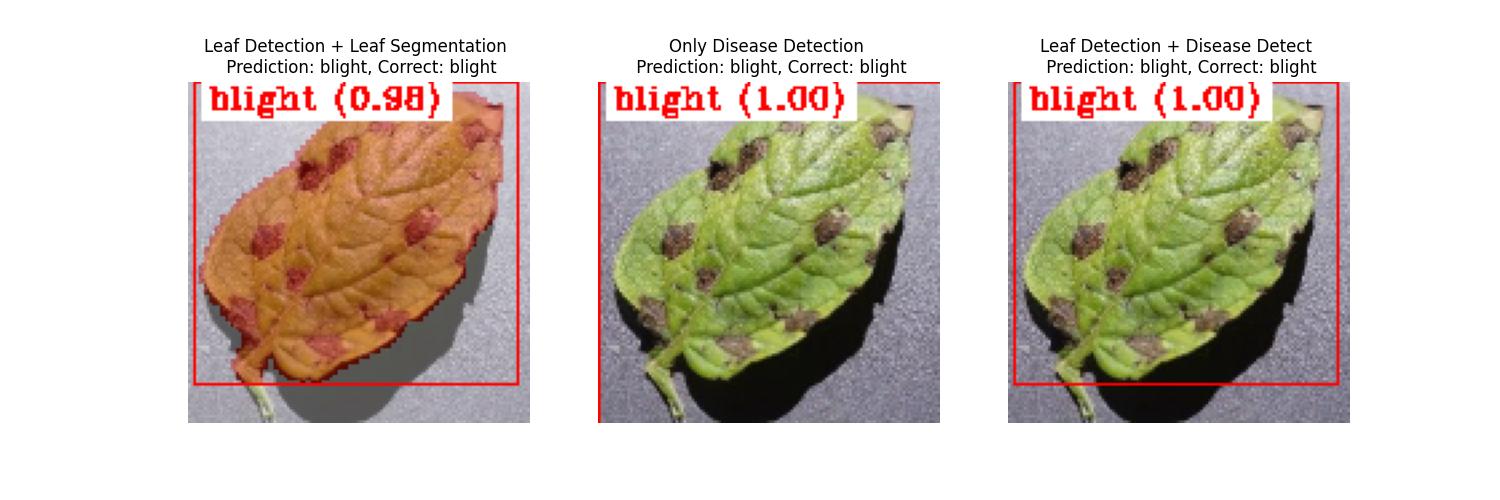 Leaf Detection + Leaf Segmentation
Prediction: blight, Correct: blight
blight (0.98)
Only Disease Detection
Prediction: blight, Correct: blight
blight (1.00)
Leaf Detection + Disease Detect
Prediction: blight, Correct: blight
blight (1.00)